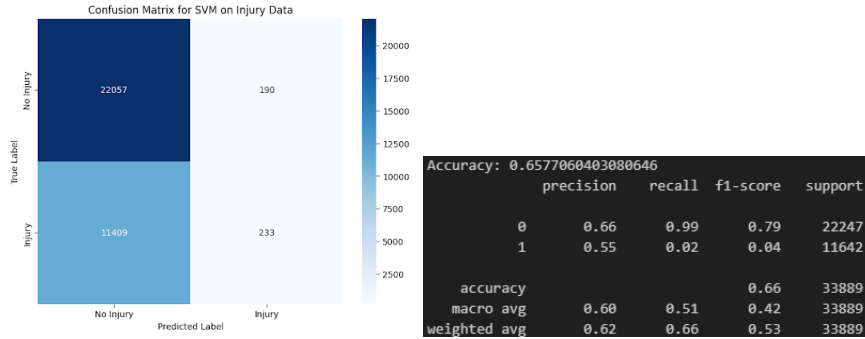 Confusion Matrix for SVM on Injury Data
True Label
No Injury
Injury
22057 190
11409 233
No Injury Injury
Predicted Label
20000
17500
15000
12500
10000
7500
5000
2500
Accuracy: 0.6577060403080646
precision recall f1-score support
0 0.66 0.99 0.79 22247
1 0.55 0.02 0.04 11642
accuracy 0.66 33889
macro avg 0.60 0.51 0.42 33889
weighted avg 0.62 0.66 0.53 33889